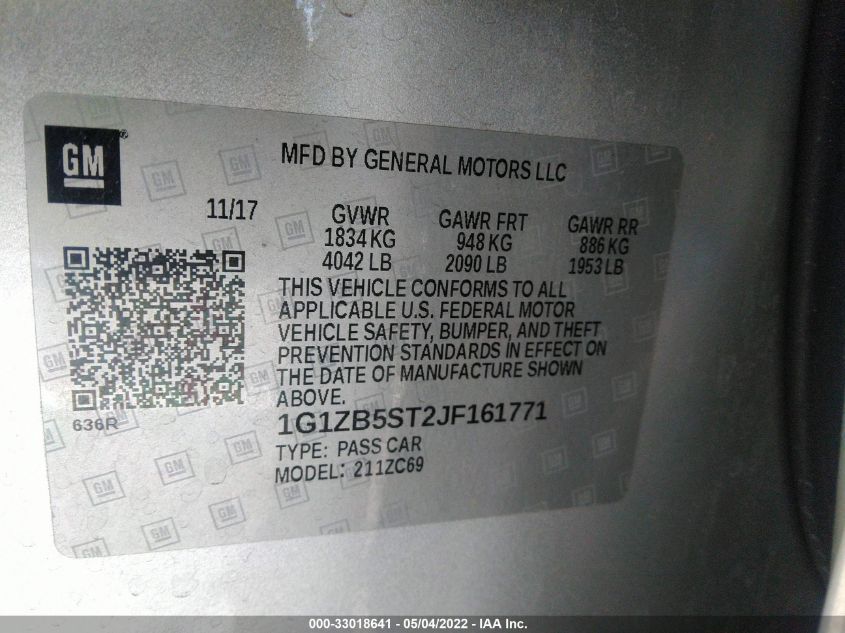 GM ®
MFD BY GENERAL MOTORS LLC
11/17
GVWR GAWR FRT GAWR RR
1834 KG 948 KG 886 KG
4042 LB 2090 LB 1953 LB
THIS VEHICLE CONFORMS TO ALL
APPLICABLE U.S. FEDERAL MOTOR
VEHICLE SAFETY, BUMPER, AND THEFT
PREVENTION STANDARDS IN EFFECT ON
THE DATE OF MANUFACTURE SHOWN
ABOVE.
636R
1G1ZB5ST2JF161771
TYPE: PASS CAR
MODEL: 211ZC69
000-33018641 - 05/04/2022 - IAA Inc.